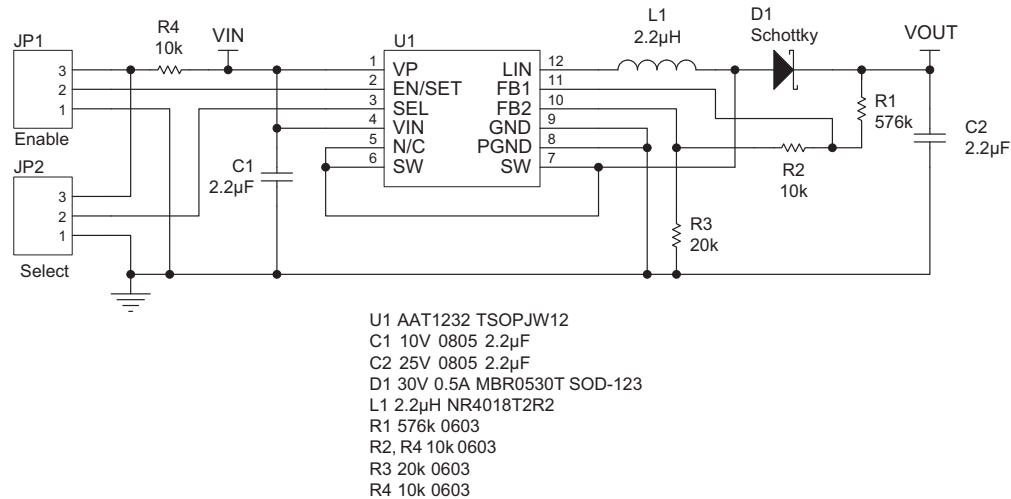 JP1
3
2
1
Enable
JP2
3
2
1
Select
R4
10k
VIN
C1
2.2µF
U1
1 VP
2 EN/SET
3 SEL
4 VIN
5 N/C
6 SW
LIN 12
FB1 11
FB2 10
GND 9
PGND 8
SW 7
L1
2.2µH
D1
Schottky
VOUT
R1
576k
R2
10k
R3
20k
C2
2.2µF
U1 AAT1232 TSOPJW12
C1 10V 0805 2.2µF
C2 25V 0805 2.2µF
D1 30V 0.5A MBR0530T SOD-123
L1 2.2µH NR4018T2R2
R1 576k 0603
R2, R4 10k 0603
R3 20k 0603
R4 10k 0603